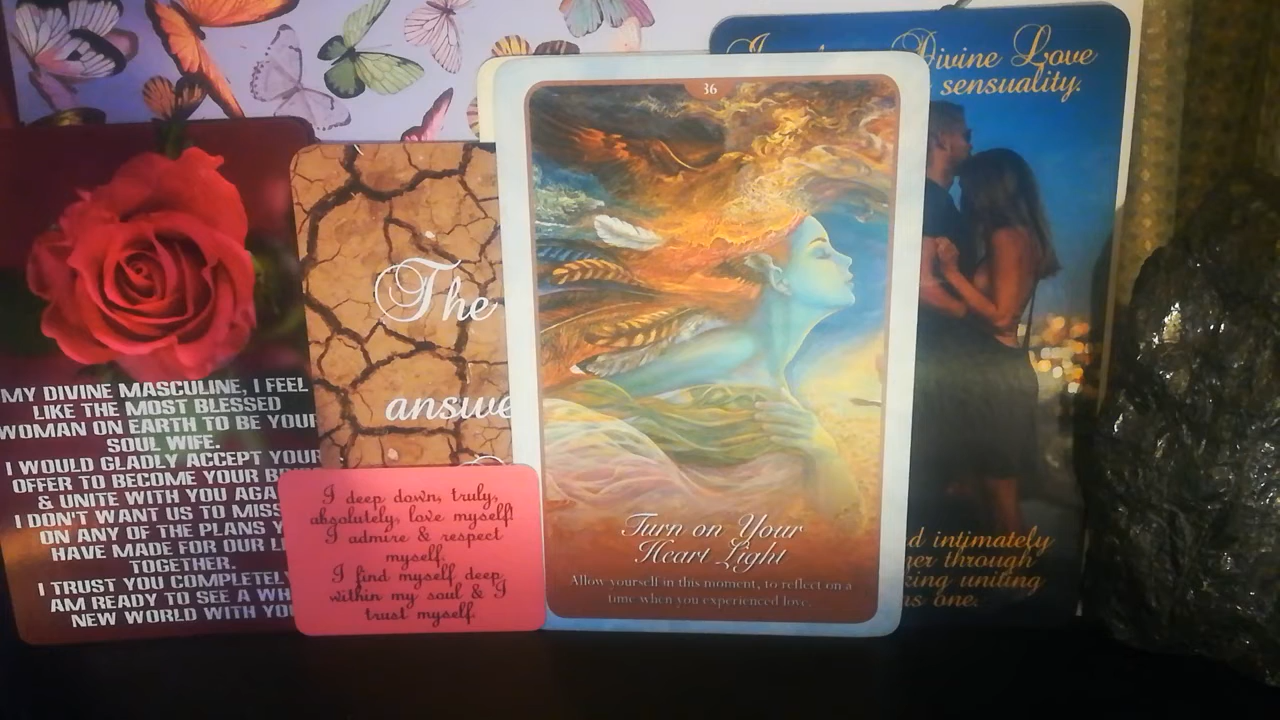 MY DIVINE MASCULINE, I FEEL
LIKE THE MOST BLESSED
WOMAN ON EARTH TO BE YOUR
SOUL WIFE.
I WOULD GLADLY ACCEPT YOUR
OFFER TO BECOME YOUR
& UNITE WITH YOU
I DON'T WANT US TO
ON ANY OF THE PLANS
HAVE MADE FOR OUR
TOGETHER.
I TRUST YOU COMPLETELY
AM READY TO SEE A
NEW WORLD WITH
The
answe
I deep down, truly,
absolutely, love myself!
I admire & respect
myself.
I find myself deep
within my soul & I
trust myself.
36
Turn on Your
Heart Light
Allow yourself in this moment, to reflect on a
time when you experienced love.
Divine Love
sensuality.
d intimately
her through
king uniting
as one.